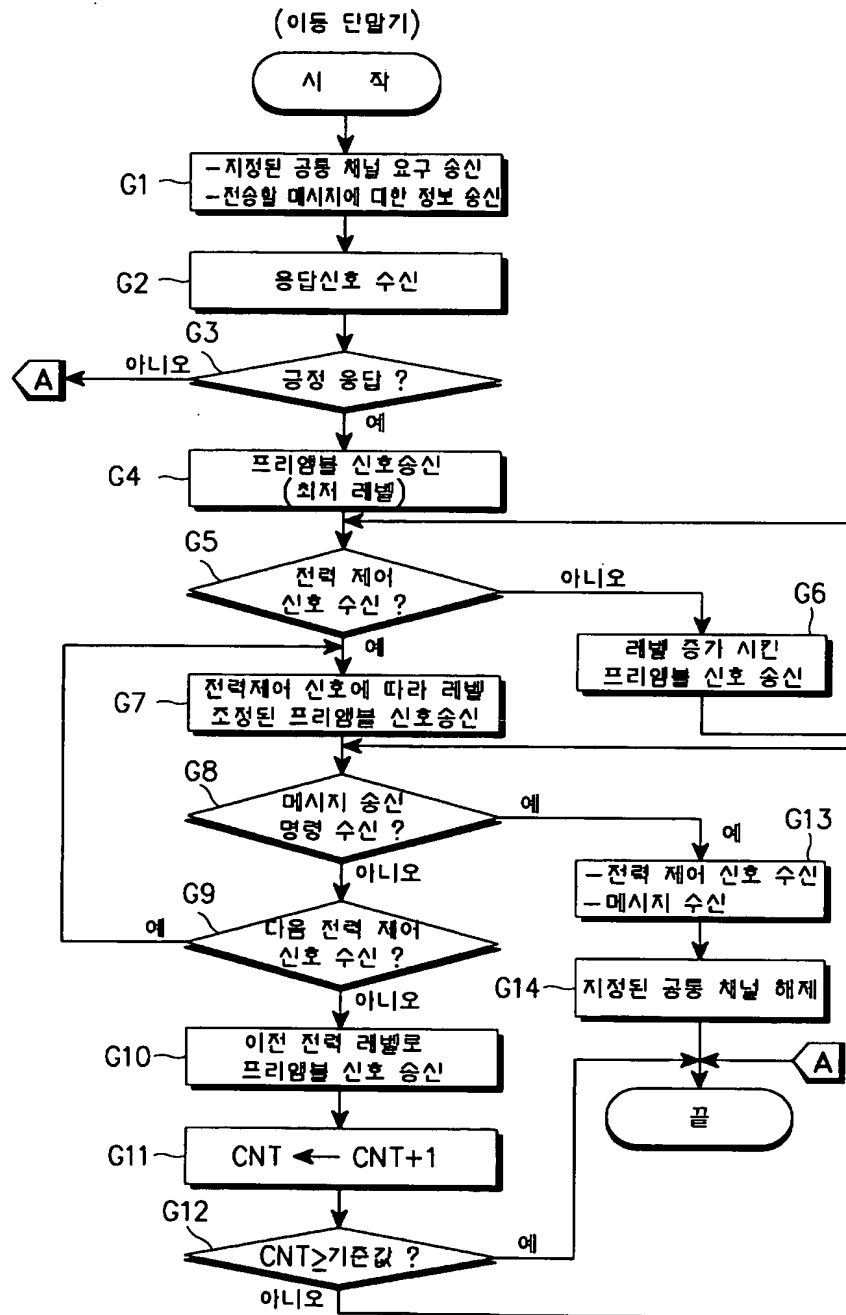 (이동 단말기)
시 작
G1
-지정된 공통 채널 요구 송신
-전송할 메시지에 대한 정보 송신
G2
응답신호 수신
G3
아니오
A
긍정 응답 ?
예
G4
프리앰블 신호송신
(최저 레벨)
G5
전력 제어
신호 수신 ?
아니오
예
G6
레벨 증가 시킨
프리앰블 신호 송신
G7
전력제어 신호에 따라 레벨
조정된 프리앰블 신호송신
G8
메시지 송신
명령 수신 ?
예
예
아니오
G13
-전력 제어 신호 수신
-메시지 수신
G9
예
다음 전력 제어
신호 수신 ?
아니오
G14
지정된 공통 채널 해제
G10
이전 전력 레벨로
프리앰블 신호 송신
A
끝
G11
CNT ← CNT+1
G12
CNT≥기준값 ?
예
아니오